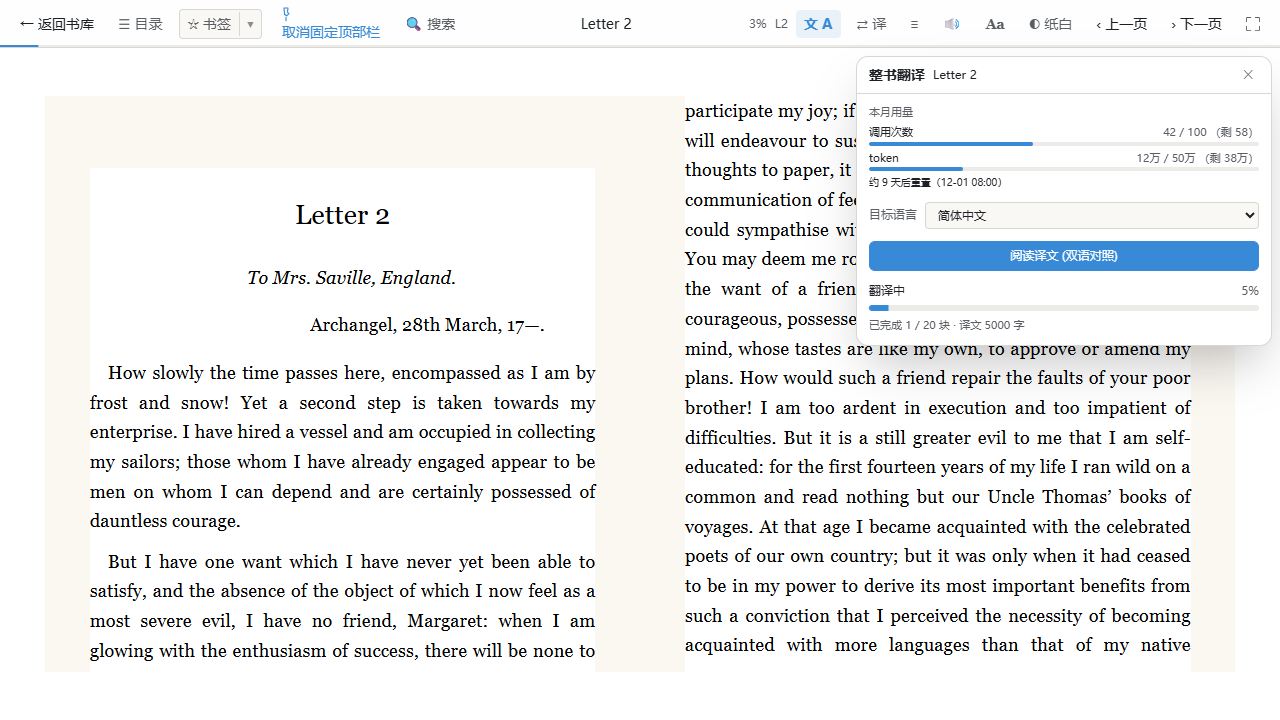 ← 返回书库 ☰ 目录 ☆ 书签 ▾ 取消固定顶部栏 🔍 搜索 Letter 2 3% L2 文 A ⇄ 译 ≡ 🔊 Aa ◐ 纸白 ‹ 上一页 › 下一页
整书翻译 Letter 2 ×
本月用量
调用次数 42 / 100 (剩 58)
token 12万 / 50万 (剩 38万)
约 9 天后重置 (12-01 08:00)
目标语言 简体中文
阅读译文 (双语对照)
翻译中 5%
已完成 1 / 20 块 · 译文 5000 字
Letter 2
To Mrs. Saville, England.
Archangel, 28th March, 17—.
How slowly the time passes here, encompassed as I am by
frost and snow! Yet a second step is taken towards my
enterprise. I have hired a vessel and am occupied in collecting
my sailors; those whom I have already engaged appear to be
men on whom I can depend and are certainly possessed of
dauntless courage.
But I have one want which I have never yet been able to
satisfy, and the absence of the object of which I now feel as a
most severe evil, I have no friend, Margaret: when I am
glowing with the enthusiasm of success, there will be none to
participate my joy; if
will endeavour to
thoughts to paper, it
communication of
could sympathise
You may deem me
the want of a
courageous,
mind, whose tastes are like my own, to approve or amend my
plans. How would such a friend repair the faults of your poor
brother! I am too ardent in execution and too impatient of
difficulties. But it is a still greater evil to me that I am self-
educated: for the first fourteen years of my life I ran wild on a
common and read nothing but our Uncle Thomas’ books of
voyages. At that age I became acquainted with the celebrated
poets of our own country; but it was only when it had ceased
to be in my power to derive its most important benefits from
such a conviction that I perceived the necessity of becoming
acquainted with more languages than that of my native